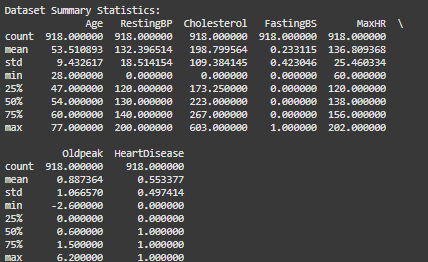 Dataset Summary Statistics:
Age RestingBP Cholesterol FastingBS MaxHR \
count 918.000000 918.000000 918.000000 918.000000 918.000000
mean 53.510893 132.396514 198.799564 0.233115 136.809368
std 9.432617 18.514154 109.384145 0.423046 25.460334
min 28.000000 0.000000 0.000000 0.000000 60.000000
25% 47.000000 120.000000 173.250000 0.000000 120.000000
50% 54.000000 130.000000 223.000000 0.000000 138.000000
75% 60.000000 140.000000 267.000000 0.000000 156.000000
max 77.000000 200.000000 603.000000 1.000000 202.000000
Oldpeak HeartDisease
count 918.000000 918.000000
mean 0.887364 0.553377
std 1.066570 0.497414
min -2.600000 0.000000
25% 0.000000 0.000000
50% 0.600000 1.000000
75% 1.500000 1.000000
max 6.200000 1.000000